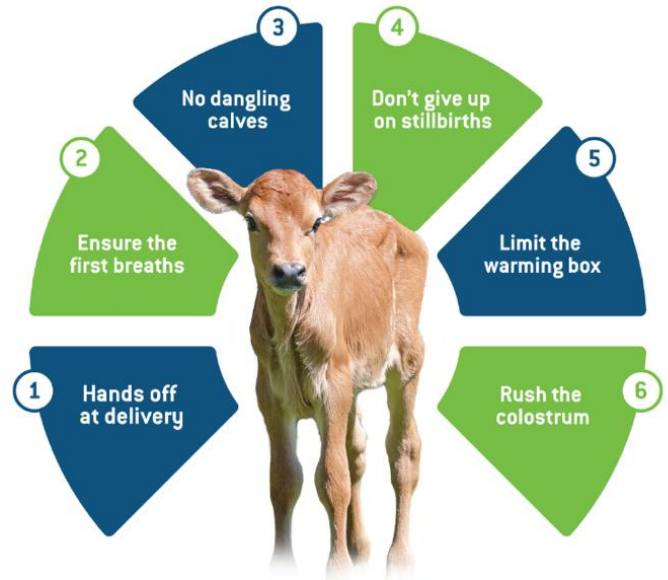 1
Hands off
at delivery
2
Ensure the
first breaths
3
No dangling
calves
4
Don't give up
on stillbirths
5
Limit the
warming box
6
Rush the
colostrum